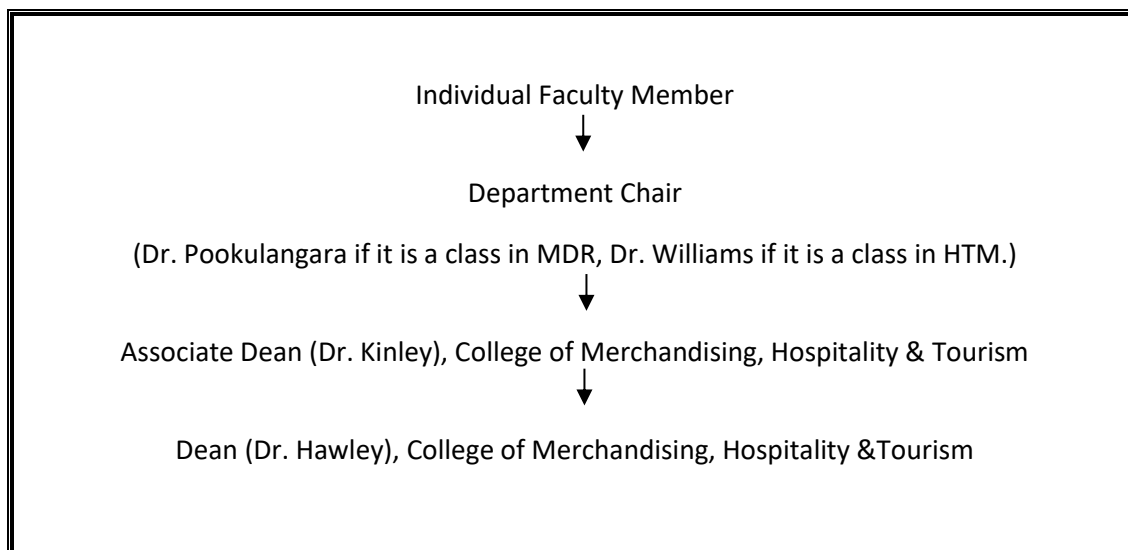 Individual Faculty Member
Department Chair
(Dr. Pookulangara if it is a class in MDR, Dr. Williams if it is a class in HTM.)
Associate Dean (Dr. Kinley), College of Merchandising, Hospitality & Tourism
Dean (Dr. Hawley), College of Merchandising, Hospitality &Tourism